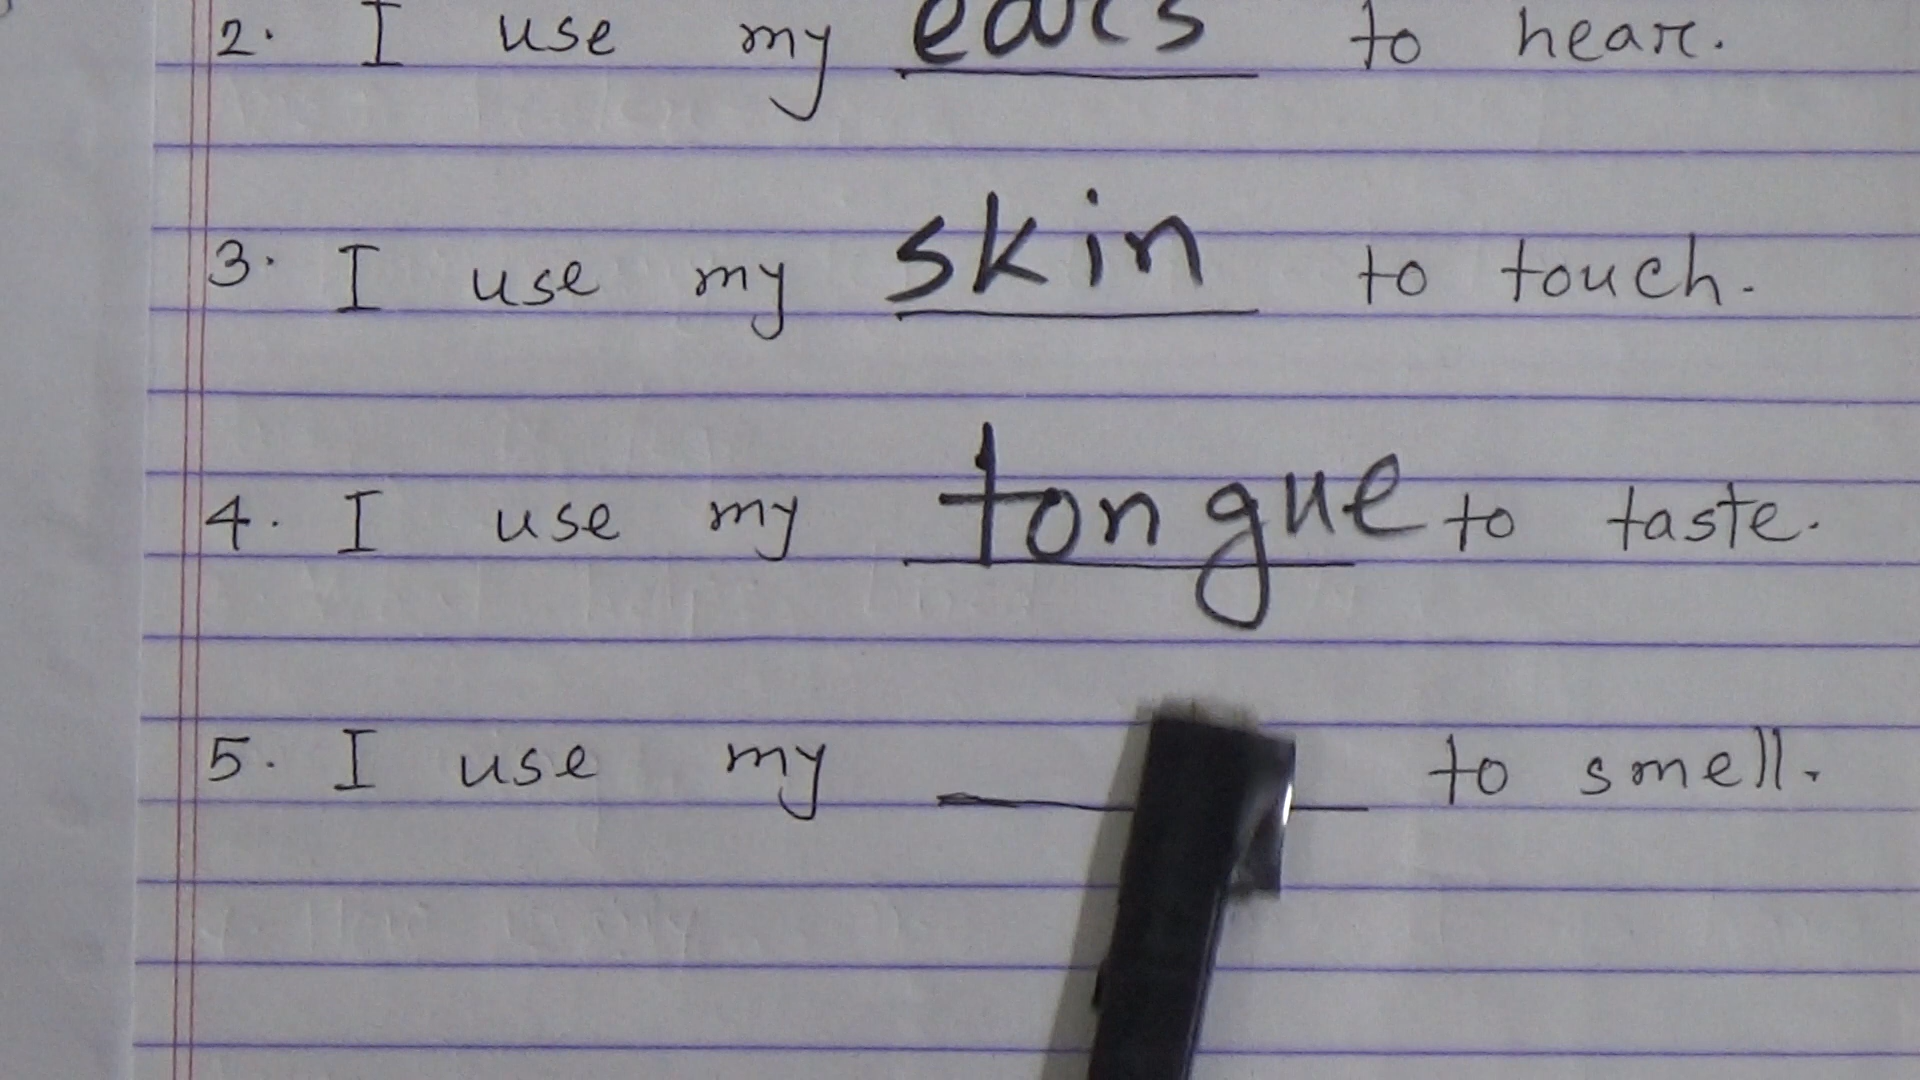 2. I use my ears to hear.
3. I use my skin to touch.
4. I use my tongue to taste.
5. I use my ______ to smell.